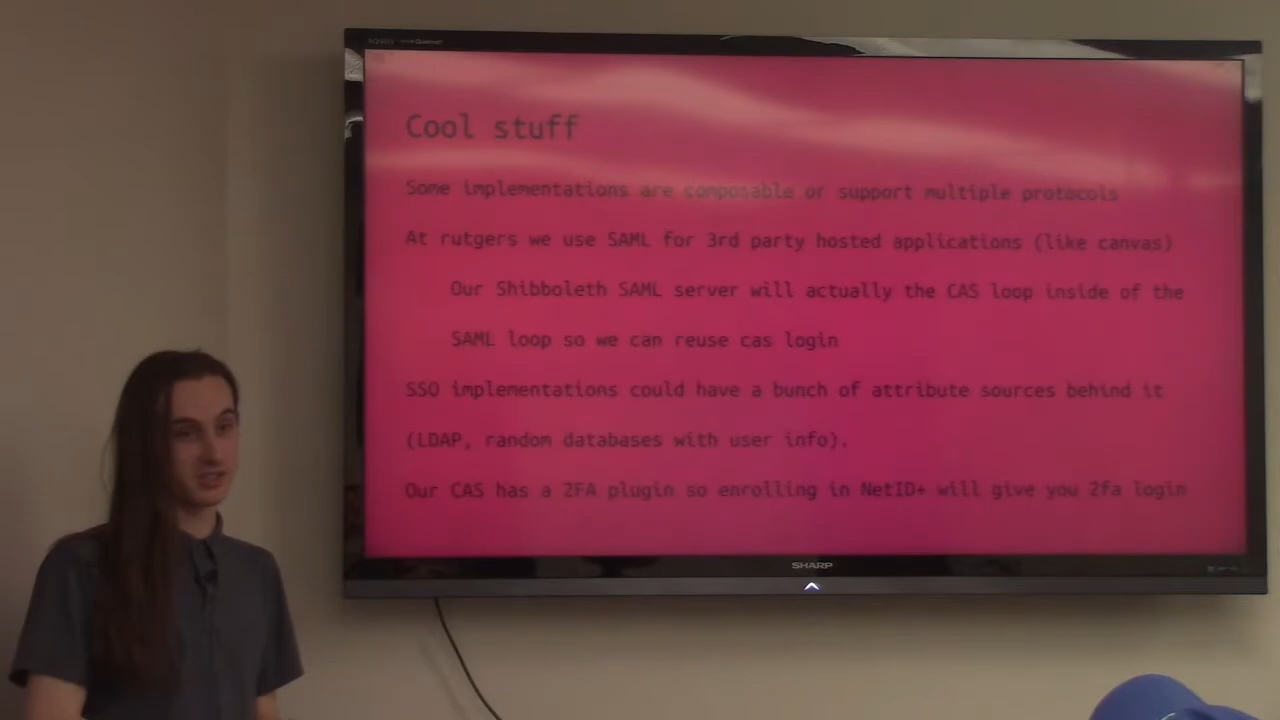 Cool stuff
Some implementations are composable or support multiple protocols
At rutgers we use SAML for 3rd party hosted applications (like canvas)
Our Shibboleth SAML server will actually the CAS loop inside of the
SAML loop so we can reuse cas login
SSO implementations could have a bunch of attribute sources behind it
(LDAP, random databases with user info).
Our CAS has a 2FA plugin so enrolling in NetID+ will give you 2fa login
SHARP